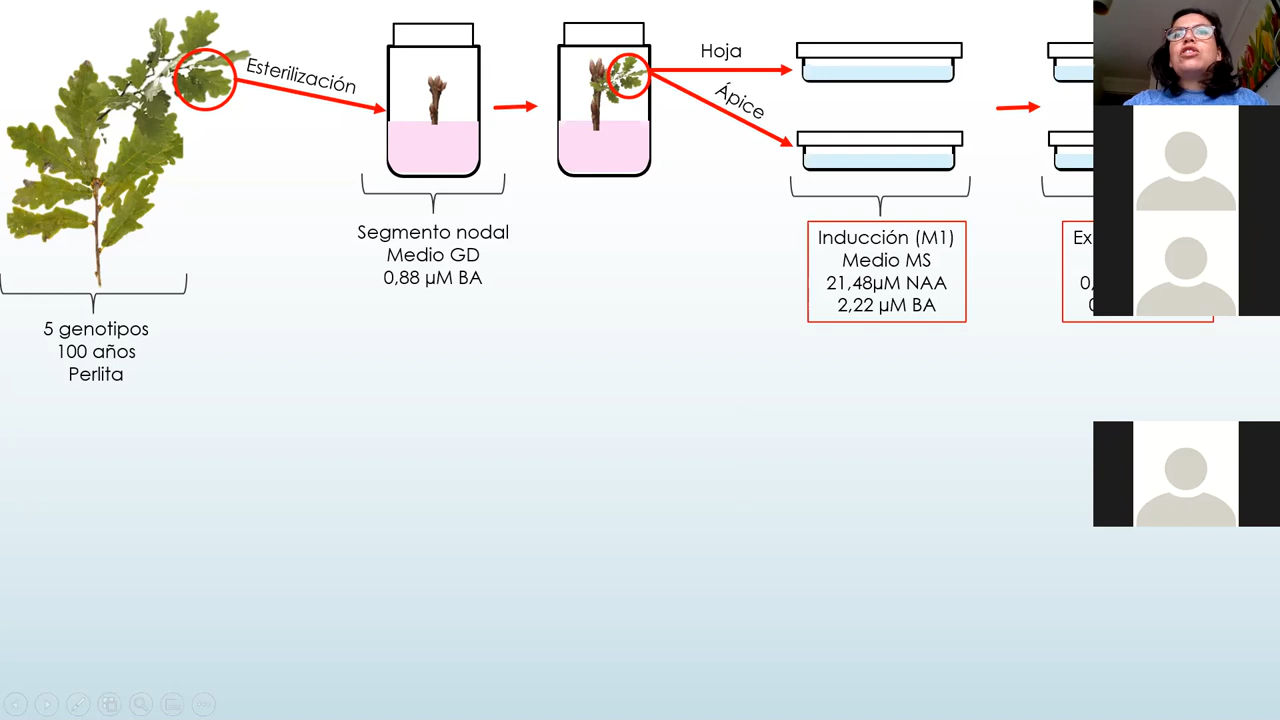 Esterilización
Hoja
Ápice
Segmento nodal
Medio GD
0,88 µM BA
Inducción (M1)
Medio MS
21,48µM NAA
2,22 µM BA
5 genotipos
100 años
Perlita